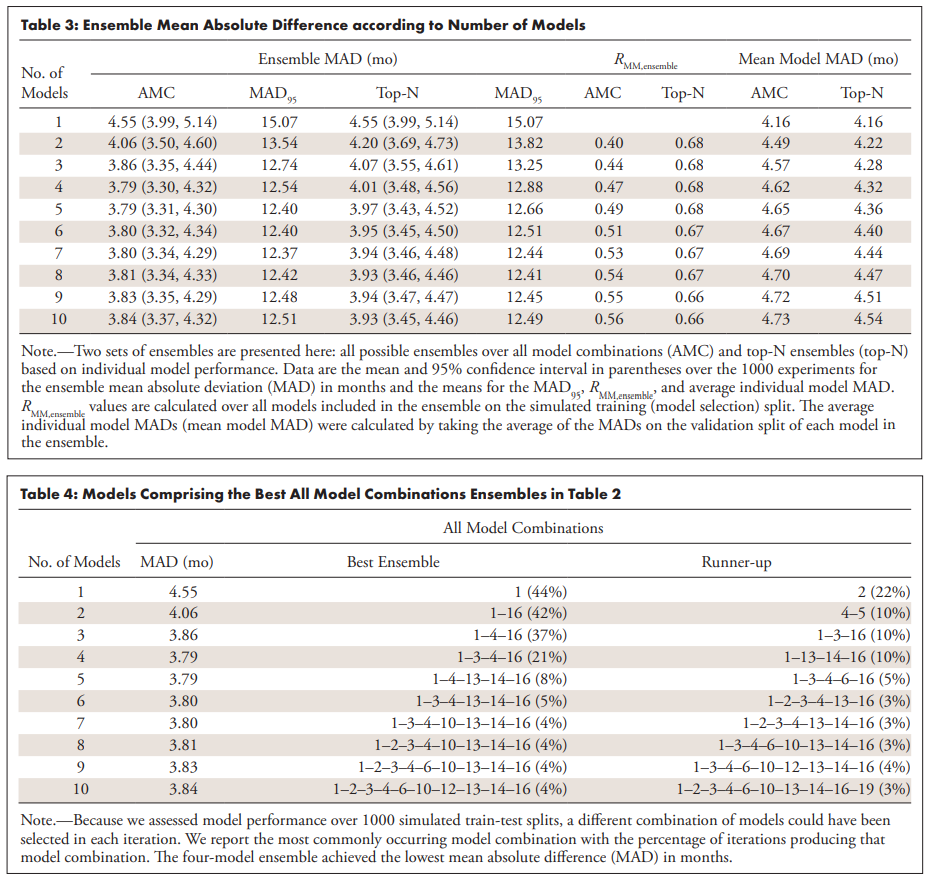 Table 3: Ensemble Mean Absolute Difference according to Number of Models
Ensemble MAD (mo) R MM,ensemble Mean Model MAD (mo)
No. of
Models AMC MAD95 Top-N MAD95 AMC Top-N AMC Top-N
1 4.55 (3.99, 5.14) 15.07 4.55 (3.99, 5.14) 15.07 4.16 4.16
2 4.06 (3.50, 4.60) 13.54 4.20 (3.69, 4.73) 13.82 0.40 0.68 4.49 4.22
3 3.86 (3.35, 4.44) 12.74 4.07 (3.55, 4.61) 13.25 0.44 0.68 4.57 4.28
4 3.79 (3.30, 4.32) 12.54 4.01 (3.48, 4.56) 12.88 0.47 0.68 4.62 4.32
5 3.79 (3.31, 4.30) 12.40 3.97 (3.43, 4.52) 12.66 0.49 0.68 4.65 4.36
6 3.80 (3.32, 4.34) 12.40 3.95 (3.45, 4.50) 12.51 0.51 0.67 4.67 4.40
7 3.80 (3.34, 4.29) 12.37 3.94 (3.46, 4.48) 12.44 0.53 0.67 4.69 4.44
8 3.81 (3.34, 4.33) 12.42 3.93 (3.46, 4.46) 12.41 0.54 0.67 4.70 4.47
9 3.83 (3.35, 4.29) 12.48 3.94 (3.47, 4.47) 12.45 0.55 0.66 4.72 4.51
10 3.84 (3.37, 4.32) 12.51 3.93 (3.45, 4.46) 12.49 0.56 0.66 4.73 4.54
Note.—Two sets of ensembles are presented here: all possible ensembles over all model combinations (AMC) and top-N ensembles (top-N)
based on individual model performance. Data are the mean and 95% confidence interval in parentheses over the 1000 experiments for
the ensemble mean absolute deviation (MAD) in months and the means for the MAD95, R MM,ensemble, and average individual model MAD.
R MM,ensemble values are calculated over all models included in the ensemble on the simulated training (model selection) split. The average
individual model MADs (mean model MAD) were calculated by taking the average of the MADs on the validation split of each model in
the ensemble.
Table 4: Models Comprising the Best All Model Combinations Ensembles in Table 2
All Model Combinations
No. of Models MAD (mo) Best Ensemble Runner-up
1 4.55 1 (44%) 2 (22%)
2 4.06 1–16 (42%) 4–5 (10%)
3 3.86 1–4–16 (37%) 1–3–16 (10%)
4 3.79 1–3–4–16 (21%) 1–13–14–16 (10%)
5 3.79 1–4–13–14–16 (8%) 1–3–4–6–16 (5%)
6 3.80 1–3–4–13–14–16 (5%) 1–2–3–4–13–16 (3%)
7 3.80 1–3–4–10–13–14–16 (4%) 1–2–3–4–13–14–16 (3%)
8 3.81 1–2–3–4–10–13–14–16 (4%) 1–3–4–6–10–13–14–16 (3%)
9 3.83 1–2–3–4–6–10–13–14–16 (4%) 1–3–4–6–10–12–13–14–16 (4%)
10 3.84 1–2–3–4–6–10–12–13–14–16 (4%) 1–2–3–4–6–10–13–14–16–19 (3%)
Note.—Because we assessed model performance over 1000 simulated train-test splits, a different combination of models could have been
selected in each iteration. We report the most commonly occurring model combination with the percentage of iterations producing that
model combination. The four-model ensemble achieved the lowest mean absolute difference (MAD) in months.